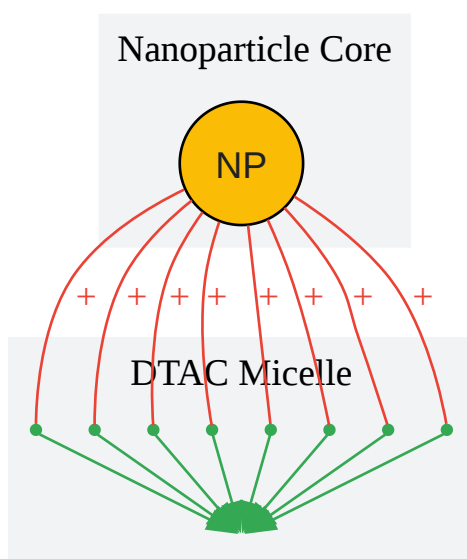 Nanoparticle Core
NP
+ + + + + + + +
DTAC Micelle